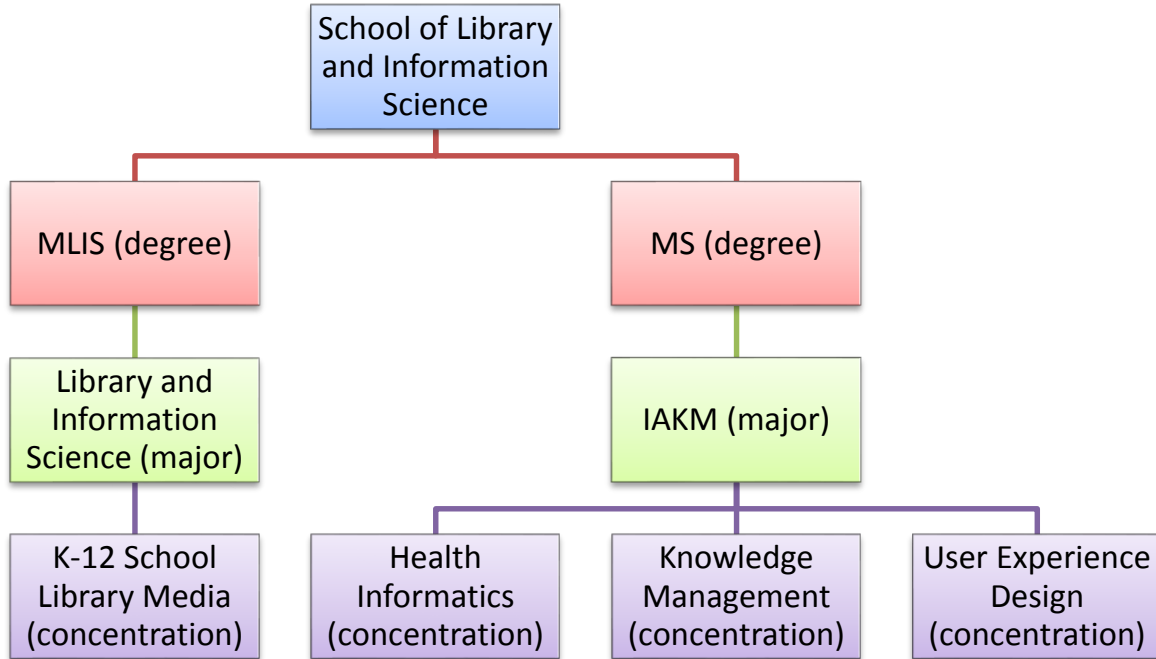 School of Library
and Information
Science
MLIS (degree)
MS (degree)
Library and
Information
Science (major)
IAKM (major)
K-12 School
Library Media
(concentration)
Health
Informatics
(concentration)
Knowledge
Management
(concentration)
User Experience
Design
(concentration)